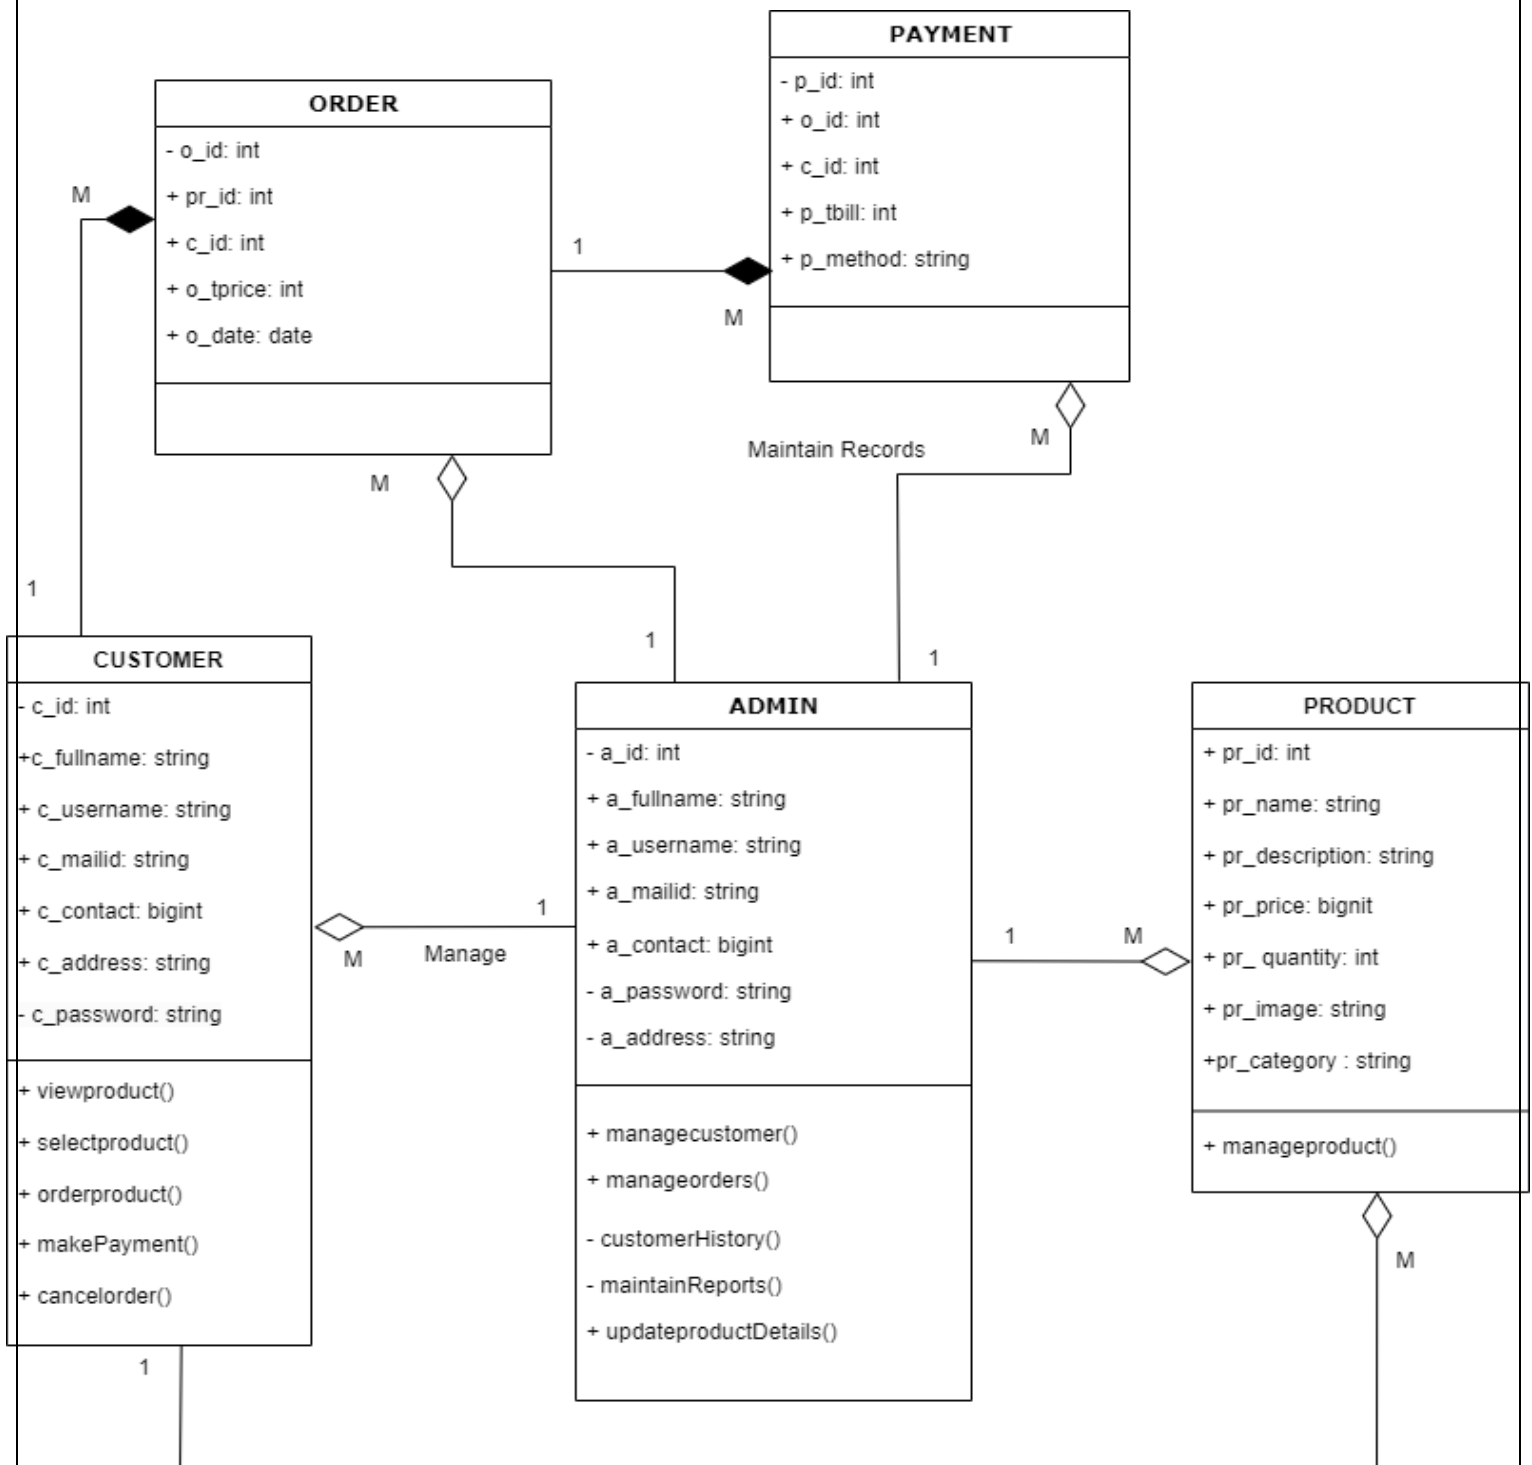 PAYMENT
- p_id: int
+ o_id: int
+ c_id: int
+ p_tbill: int
+ p_method: string
ORDER
- o_id: int
+ pr_id: int
+ c_id: int
+ o_tprice: int
+ o_date: date
M
1
M
M
M
Maintain Records
1
1
1
CUSTOMER
- c_id: int
+c_fullname: string
+ c_username: string
+ c_mailid: string
+ c_contact: bigint
+ c_address: string
- c_password: string
+ viewproduct()
+ selectproduct()
+ orderproduct()
+ makePayment()
+ cancelorder()
1
M
Manage
1
ADMIN
- a_id: int
+ a_fullname: string
+ a_username: string
+ a_mailid: string
+ a_contact: bigint
- a_password: string
- a_address: string
+ managecustomer()
+ manageorders()
- customerHistory()
- maintainReports()
+ updateproductDetails()
1
M
PRODUCT
+ pr_id: int
+ pr_name: string
+ pr_description: string
+ pr_price: bignit
+ pr_ quantity: int
+ pr_image: string
+pr_category : string
+ manageproduct()
M